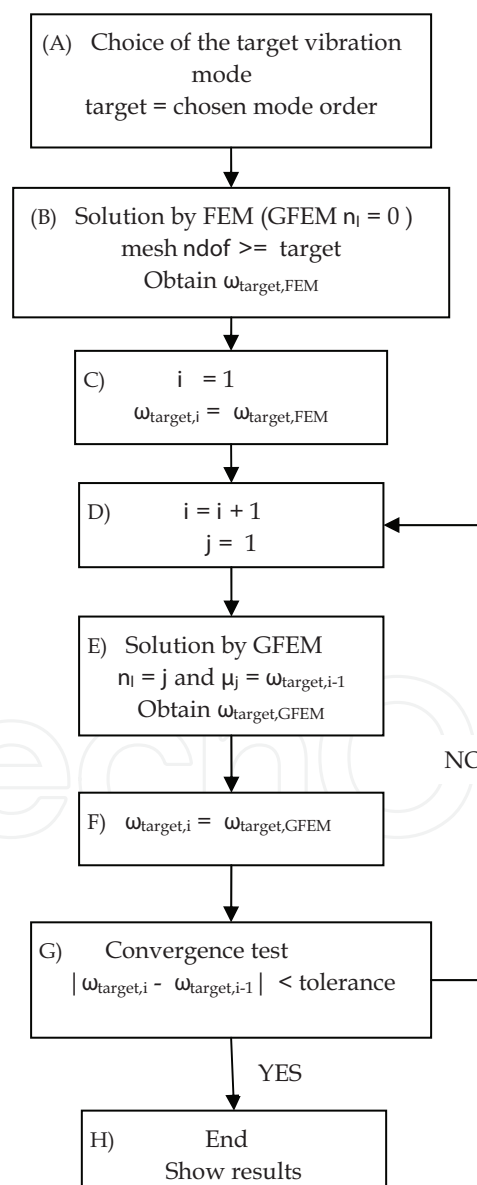 (A) Choice of the target vibration
mode
target = chosen mode order
(B) Solution by FEM (GFEM nl = 0 )
mesh ndof >= target
Obtain ωtarget,FEM
C) i = 1
ωtarget,i = ωtarget,FEM
D) i = i + 1
j = 1
E) Solution by GFEM
nl = j and μj = ωtarget,i-1
Obtain ωtarget,GFEM
NO
F) ωtarget,i = ωtarget,GFEM
G) Convergence test
|ωtarget,i - ωtarget,i-1| < tolerance
YES
H) End
Show results